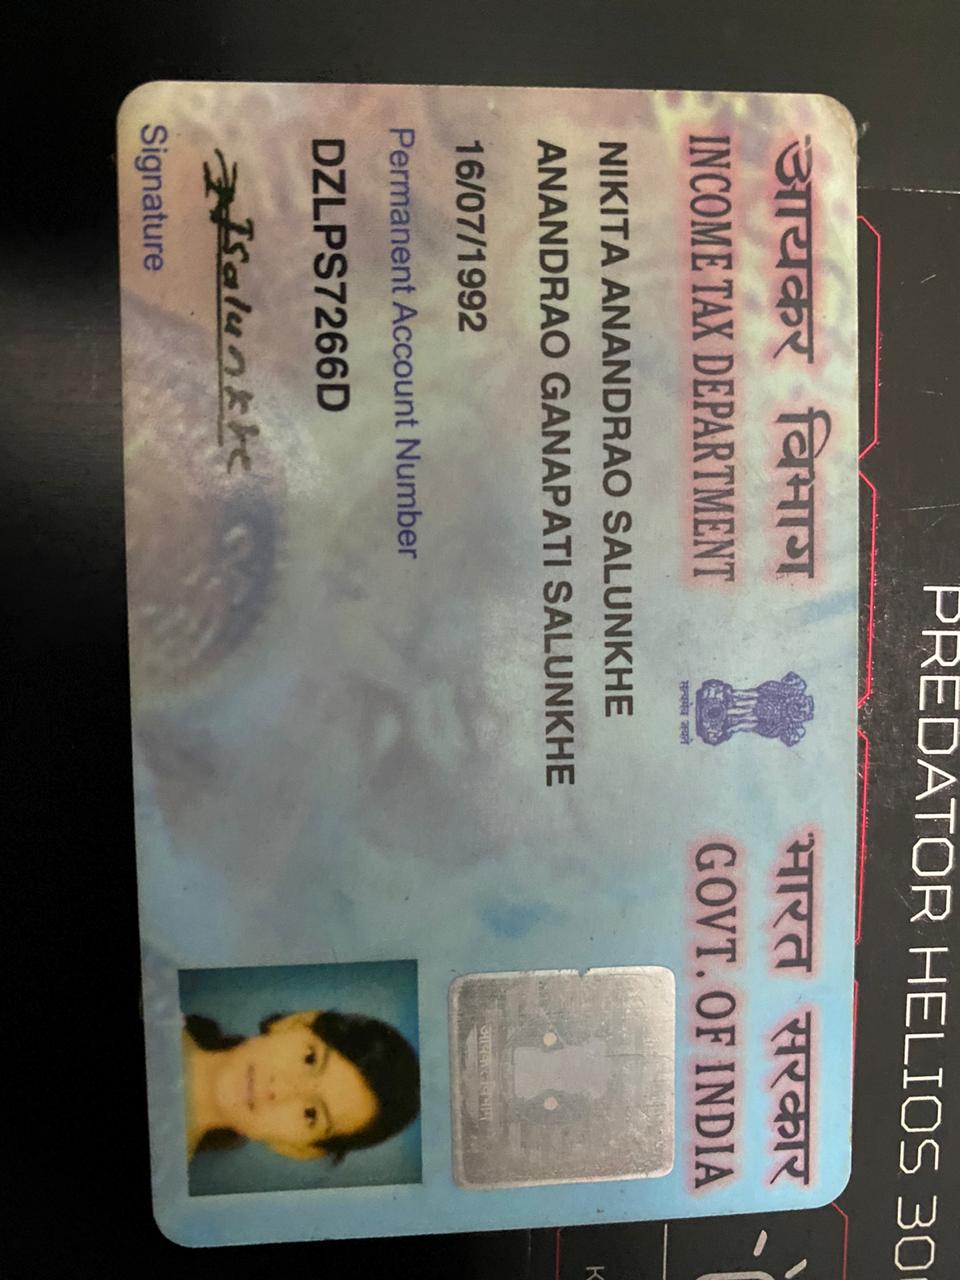 PREDATOR HELIOS 30
आयकर विभाग
भारत सरकार
INCOME TAX DEPARTMENT
GOVT. OF INDIA
सत्यमेव जयते
NIKITA ANANDRAO SALUNKHE
ANANDRAO GANAPATI SALUNKHE
आयकर विभाग
16/07/1992
Permanent Account Number
DZLPS7266D
Salunkhe
Signature